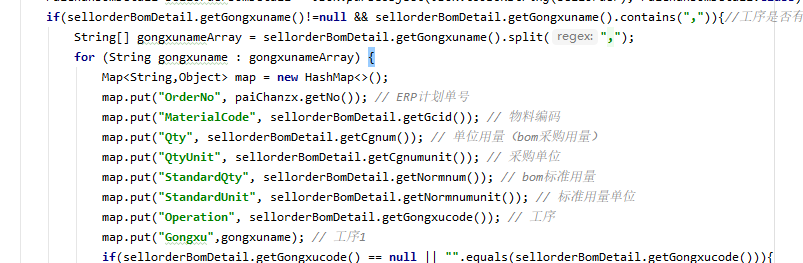 if(sellorderBomDetail.getGongxuname()!=null && sellorderBomDetail.getGongxuname().contains(",")){//工序是否有
String[] gongxunameArray = sellorderBomDetail.getGongxuname().split( regex: ",");
for (String gongxuname : gongxunameArray) {
Map<String,Object> map = new HashMap<>();
map.put("OrderNo", paiChanzx.getNo()); // ERP计划单号
map.put("MaterialCode", sellorderBomDetail.getGcid()); // 物料编码
map.put("Qty", sellorderBomDetail.getCgnum()); // 单位用量（bom采购用量）
map.put("QtyUnit", sellorderBomDetail.getCgnumunit()); // 采购单位
map.put("StandardQty", sellorderBomDetail.getNormnum()); // bom标准用量
map.put("StandardUnit", sellorderBomDetail.getNormnumunit()); // 标准用量单位
map.put("Operation", sellorderBomDetail.getGongxucode()); // 工序
map.put("Gongxu",gongxuname); // 工序1
if(sellorderBomDetail.getGongxucode() == null || "".equals(sellorderBomDetail.getGongxucode())){